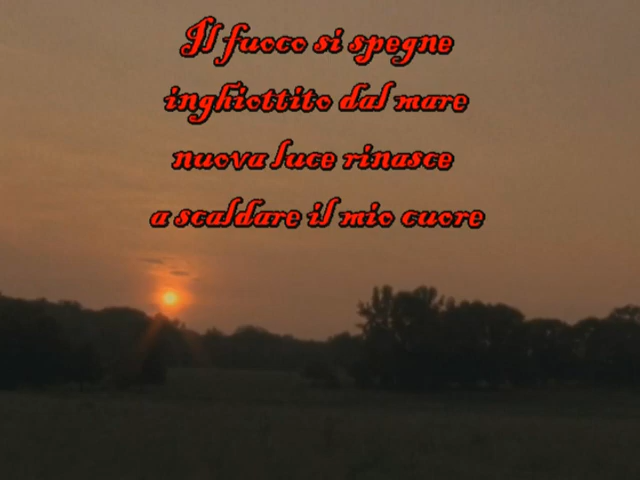 Il fuoco si spegne
inghiottito dal mare
nuova luce rinasce
a scaldare il mio cuore